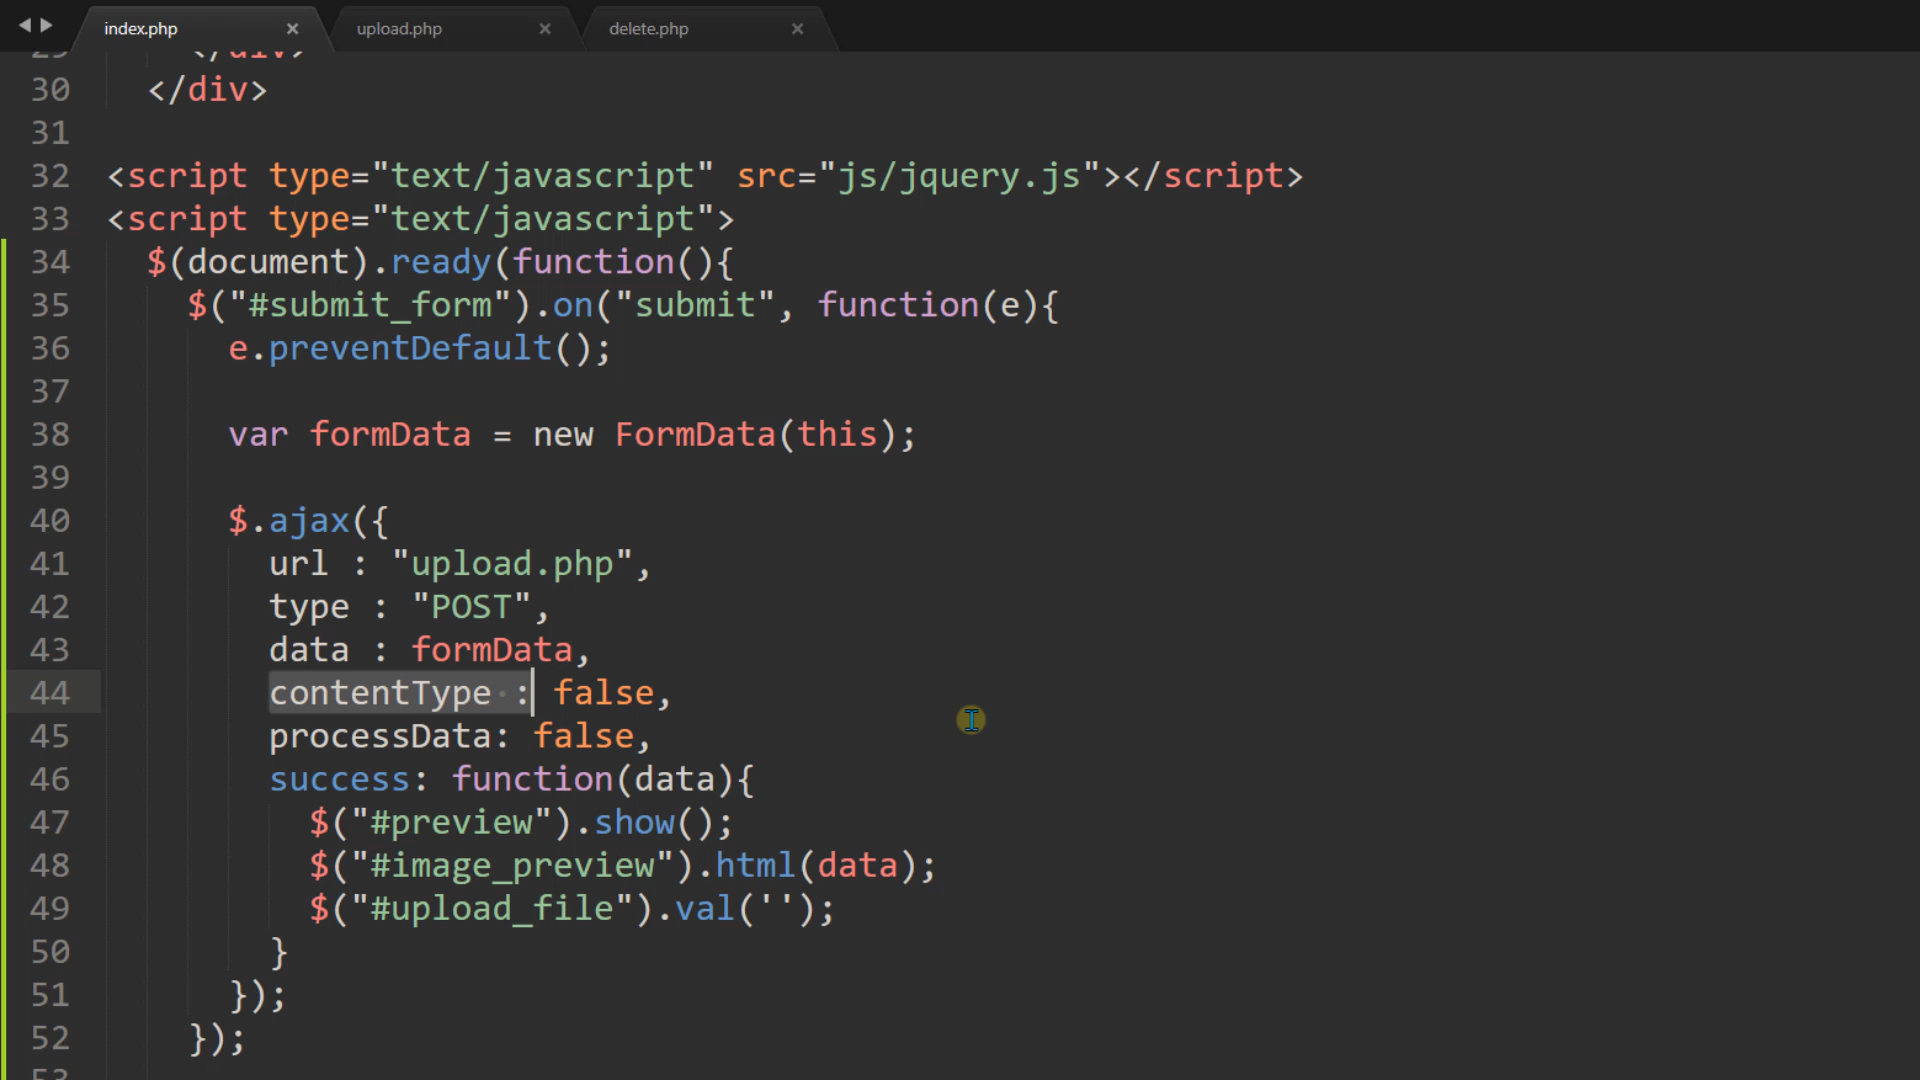 index.php × upload.php × delete.php ×
29 </div>
30 </div>
31
32 <script type="text/javascript" src="js/jquery.js"></script>
33 <script type="text/javascript">
34 $(document).ready(function(){
35 $("#submit_form").on("submit", function(e){
36 e.preventDefault();
37
38 var formData = new FormData(this);
39
40 $.ajax({
41 url : "upload.php",
42 type : "POST",
43 data : formData,
44 contentType : false,
45 processData: false,
46 success: function(data){
47 $("#preview").show();
48 $("#image_preview").html(data);
49 $("#upload_file").val('');
50 }
51 });
52 });
53